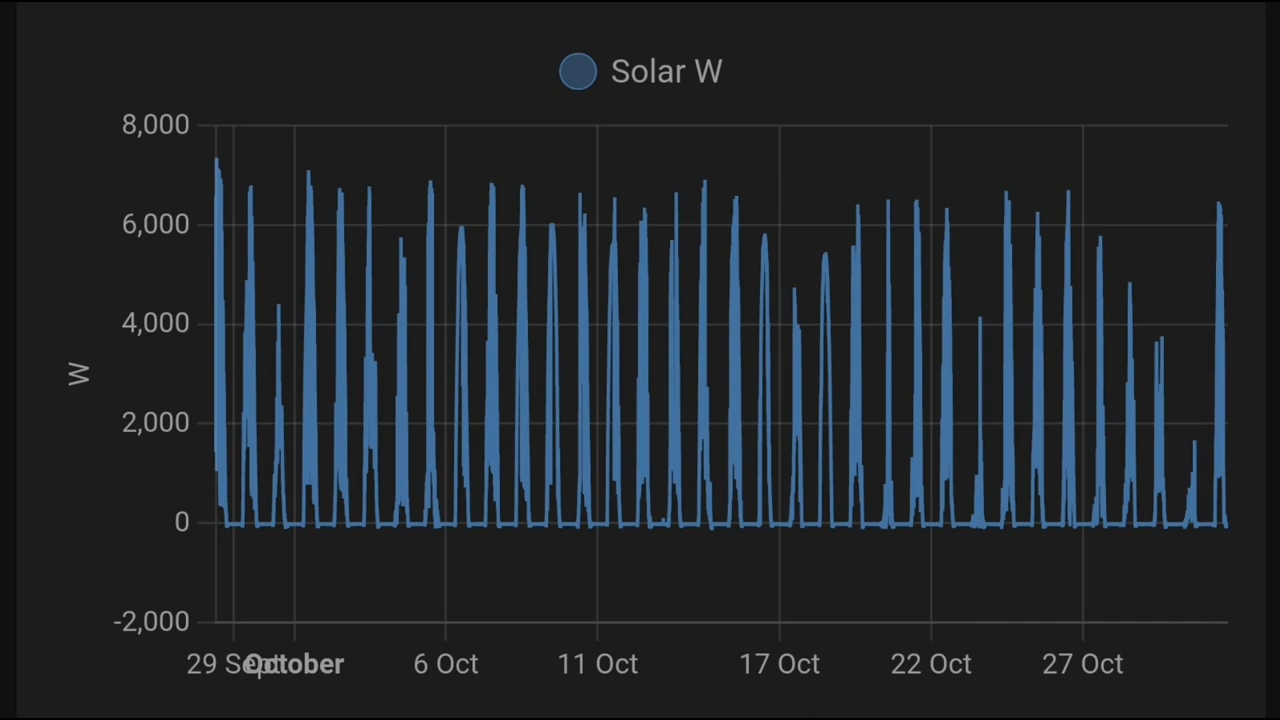 Solar W
8,000
6,000
4,000
2,000
0
-2,000
W
29 Sept
October
6 Oct
11 Oct
17 Oct
22 Oct
27 Oct